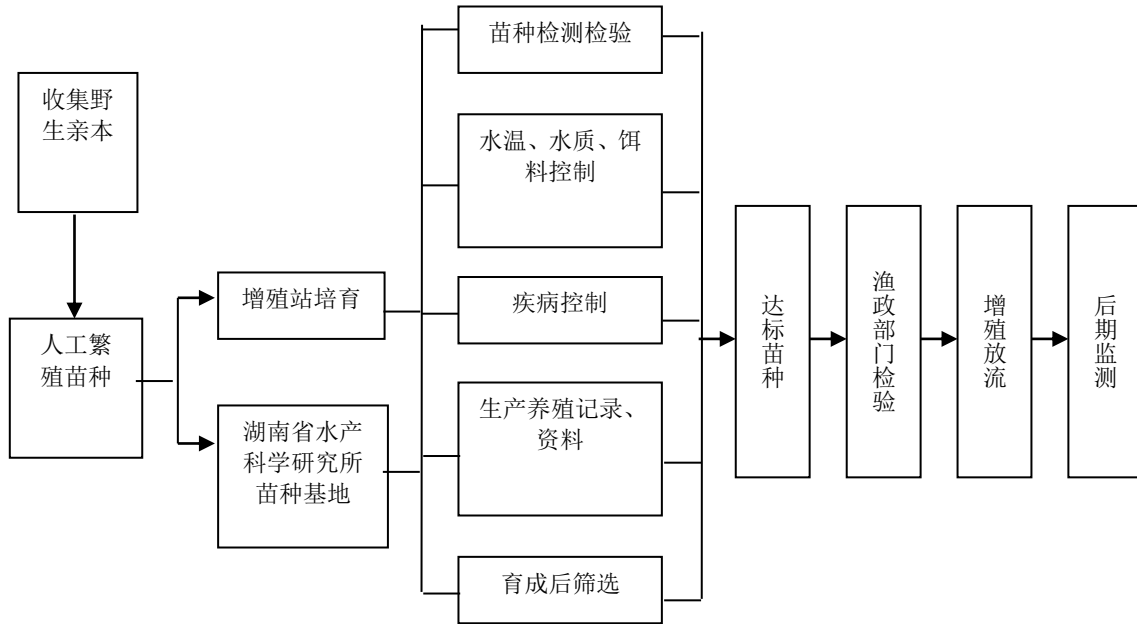 收集野
生亲本
人工繁
殖苗种
增殖站培育
湖南省水产
科学研究所
苗种基地
苗种检测检验
水温、水质、饵
料控制
疾病控制
生产养殖记录、
资料
育成后筛选
达标苗种
渔政部门检验
增殖放流
后期监测